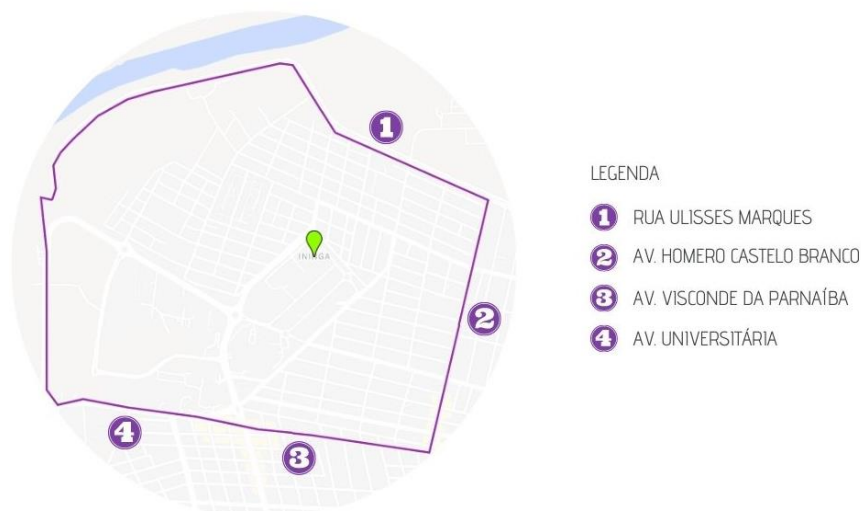 1
ININGA
2
4
3
LEGENDA
1 RUA ULISSES MARQUES
2 AV. HOMERO CASTELO BRANCO
3 AV. VISCONDE DA PARNAÍBA
4 AV. UNIVERSITÁRIA